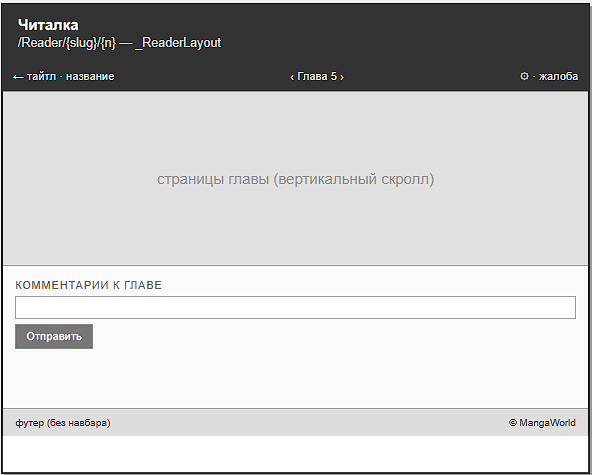 Читалка
/Reader/{slug}/{n} — _ReaderLayout
← тайтл · название
‹ Глава 5 ›
⚙ · жалоба
страницы главы (вертикальный скролл)
КОММЕНТАРИИ К ГЛАВЕ
Отправить
футер (без навбара)
© MangaWorld